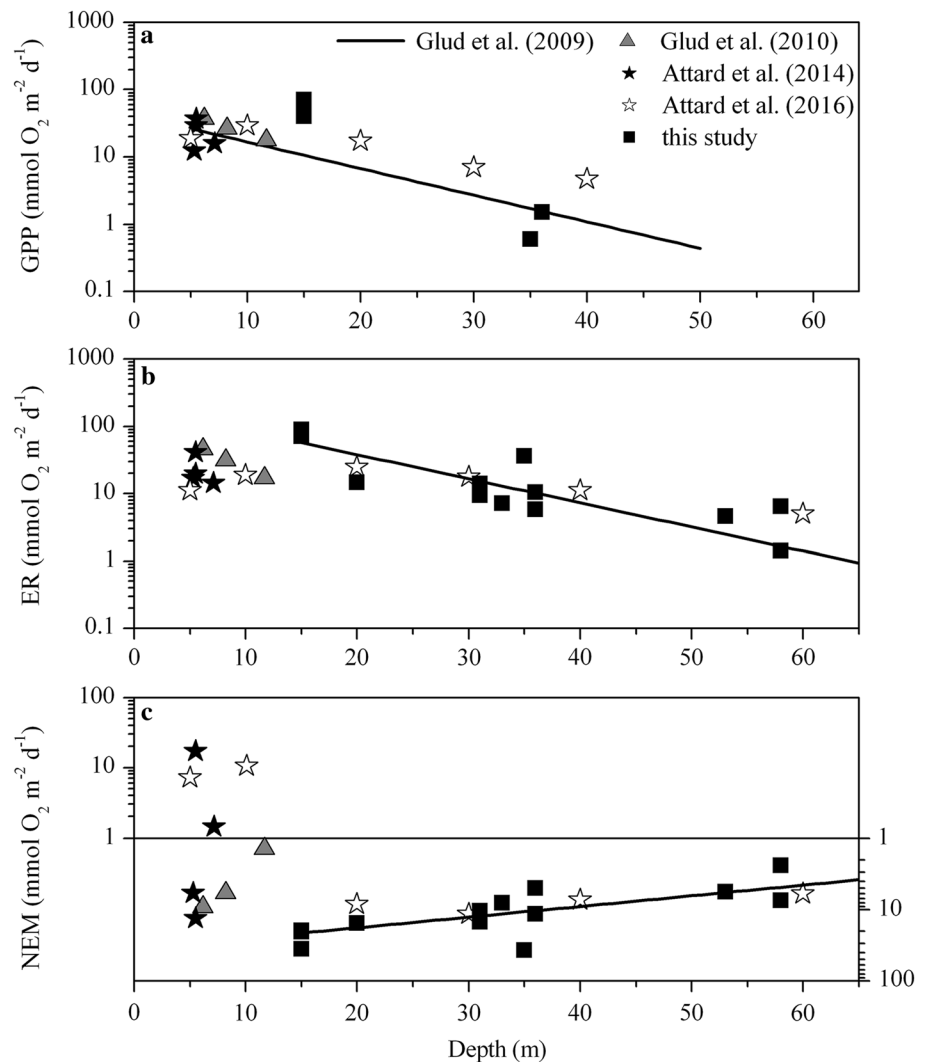 1000
100
10
1
0.1
GPP (mmol O2 m-2 d-1)
a
Glud et al. (2009)
Glud et al. (2010)
Attard et al. (2014)
Attard et al. (2016)
this study
0 10 20 30 40 50 60
1000
100
10
1
0.1
ER (mmol O2 m-2 d-1)
b
0 10 20 30 40 50 60
100
10
1
NEM (mmol O2 m-2 d-1)
c
1
10
100
0 10 20 30 40 50 60
Depth (m)